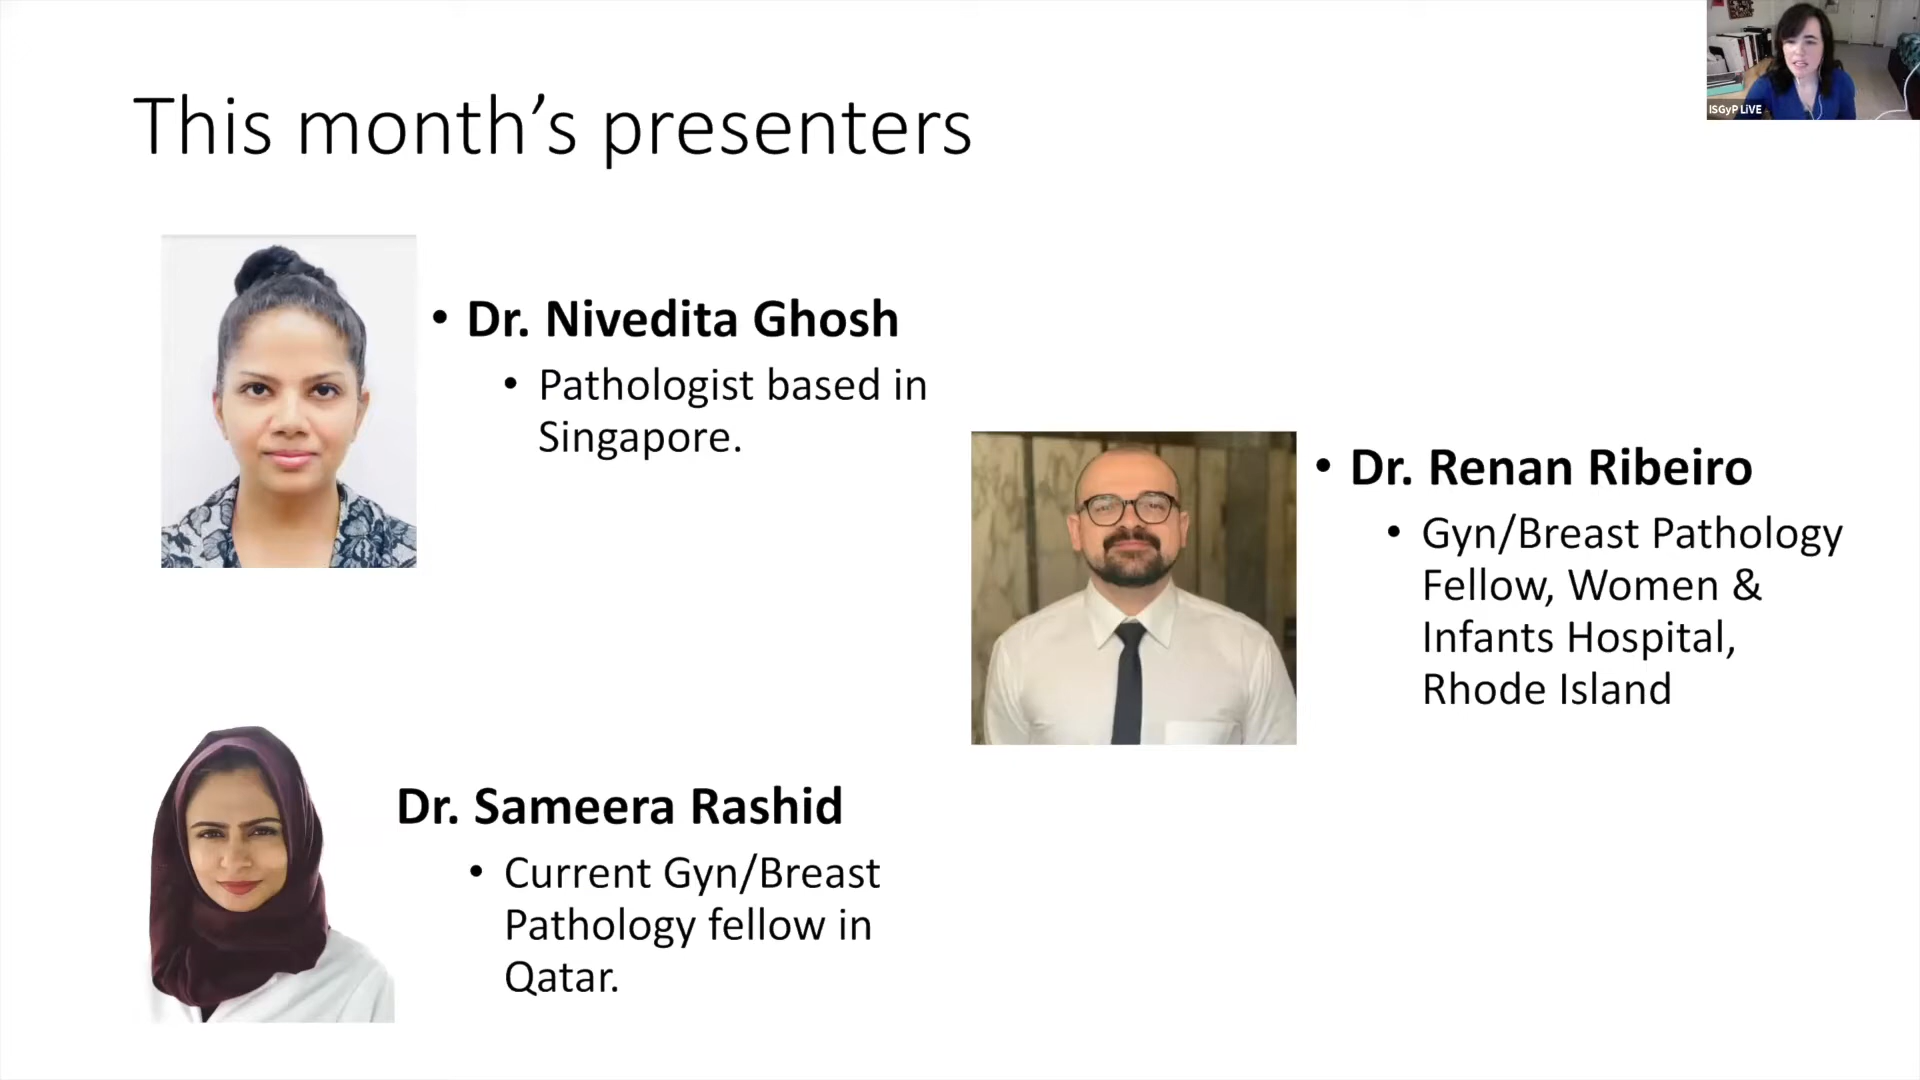 This month’s presenters
ISGyP LiVE
• Dr. Nivedita Ghosh
• Pathologist based in
Singapore.
• Dr. Renan Ribeiro
• Gyn/Breast Pathology
Fellow, Women &
Infants Hospital,
Rhode Island
Dr. Sameera Rashid
• Current Gyn/Breast
Pathology fellow in
Qatar.